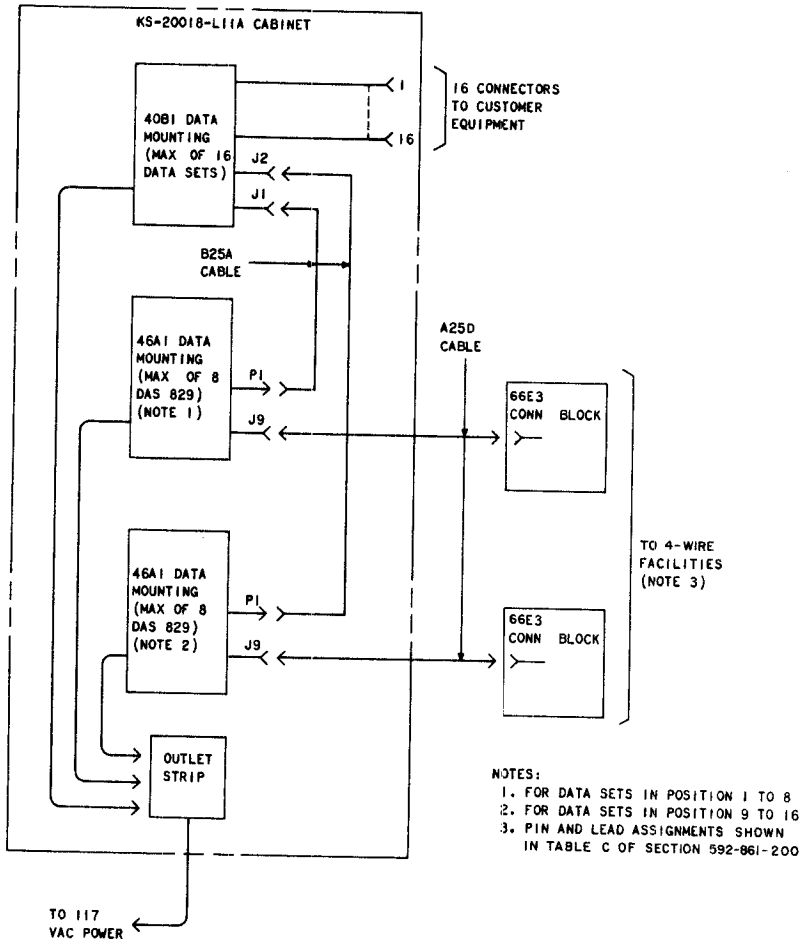 KS-20018-L11A CABINET
40B1 DATA
MOUNTING
(MAX OF 16
DATA SETS)
J2
J1
1
16
16 CONNECTORS
TO CUSTOMER
EQUIPMENT
B25A
CABLE
46A1 DATA
MOUNTING
(MAX OF 8
DAS 829)
(NOTE 1)
P1
J9
A25D
CABLE
66E3
CONN BLOCK
46A1 DATA
MOUNTING
(MAX OF 8
DAS 829)
(NOTE 2)
P1
J9
66E3
CONN BLOCK
TO 4-WIRE
FACILITIES
(NOTE 3)
OUTLET
STRIP
TO 117
VAC POWER
NOTES:
1. FOR DATA SETS IN POSITION 1 TO 8
2. FOR DATA SETS IN POSITION 9 TO 16
3. PIN AND LEAD ASSIGNMENTS SHOWN
IN TABLE C OF SECTION 592-861-200